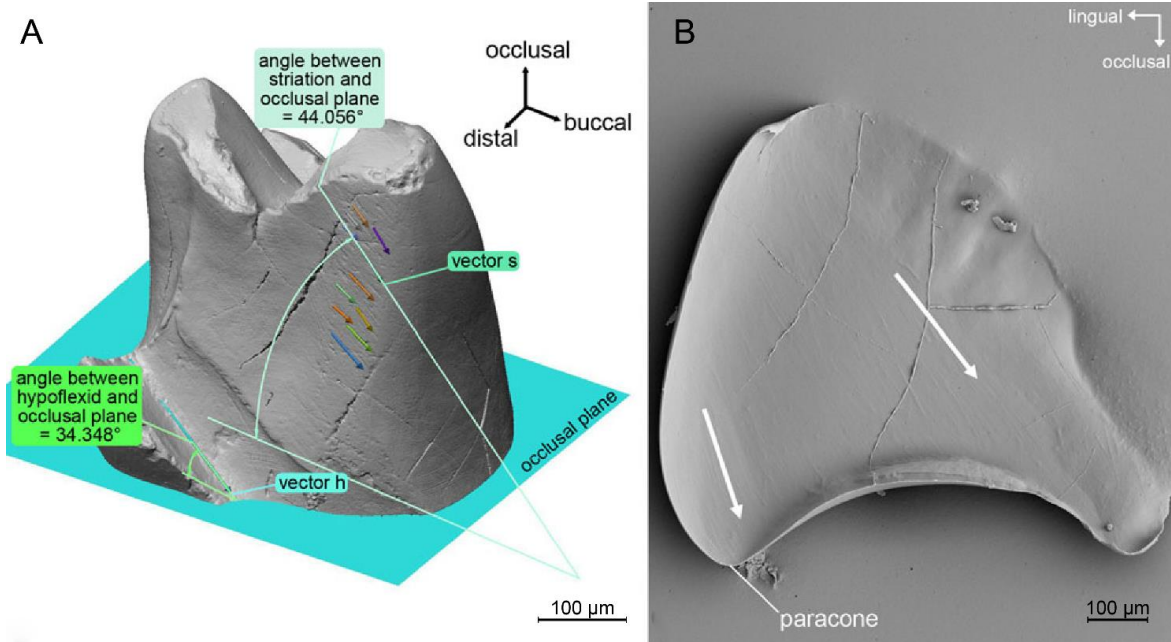 A
angle between
striation and
occlusal plane
= 44.056°
occlusal
distal
buccal
vector s
angle between
hypoflexid and
occlusal plane
= 34.348°
vector h
occlusal plane
100 µm
B
lingual
occlusal
paracone
100 µm